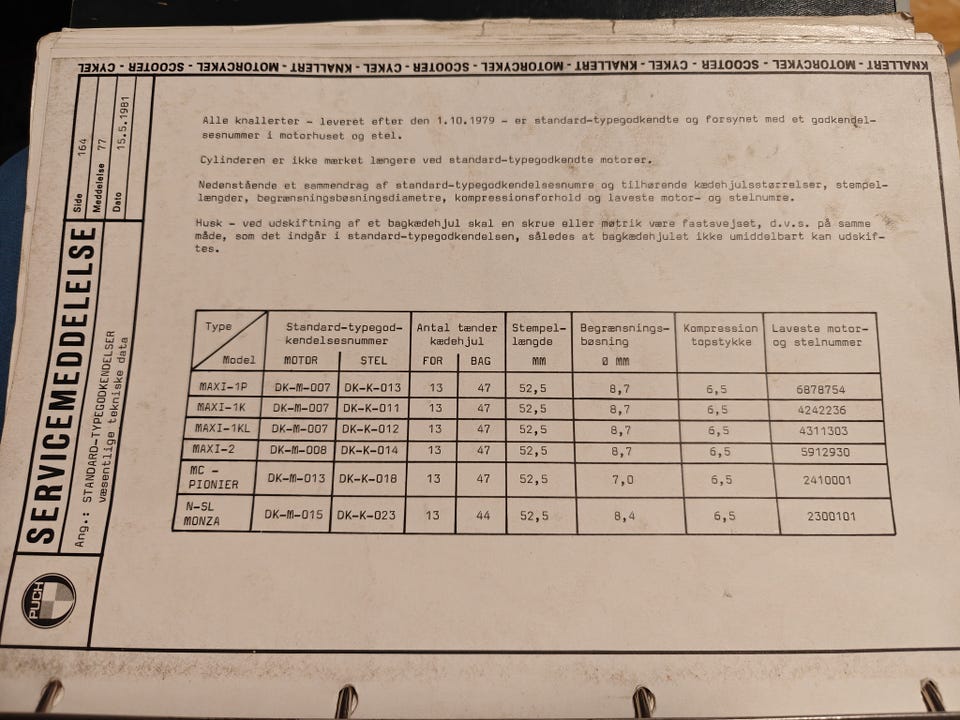 KNALLERT - MOTORCYKEL - SCOOTER - CYKEL - KNALLERT - MOTORCYKEL - SCOOTER - CYKEL - KNALLERT - MOTORCYKEL - SCOOTER - CYKEL
Side 164
Meddelelse 77
Dato 15.5.1981
SERVICEMEDDELELSE
Ang.: STANDARD-TYPEGODKENDELSER
væsentlige tekniske data
PUCH
Alle knallerter - leveret efter den 1.10.1979 - er standard-typegodkendte og forsynet med et godkendel-
sesnummer i motorhuset og stel.
Cylinderen er ikke mærket længere ved standard-typegodkendte motorer.
Nedenstående et sammendrag af standard-typegodkendelsesnumre og tilhørende kædehjulsstørrelser, stempel-
længder, begrænsningsbøsningsdiametre, kompressionsforhold og laveste motor- og stelnumre.
Husk - ved udskiftning af et bagkædehjul skal en skrue eller møtrik være fastsvejset, d.v.s. på samme
måde, som det indgår i standard-typegodkendelsen, således at bagkædehjulet ikke umiddelbart kan udskif-
tes.
Type Standard-typegod- Antal tænder Stempel- Begrænsnings- Kompression Laveste motor-
kendelsesnummer kædehjul længde bøsning topstykke og stelnummer
Model MOTOR STEL FOR BAG MM Ø MM
MAXI-1P DK-M-007 DK-K-013 13 47 52,5 8,7 6,5 6878754
MAXI-1K DK-M-007 DK-K-011 13 47 52,5 8,7 6,5 4242236
MAXI-1KL DK-M-007 DK-K-012 13 47 52,5 8,7 6,5 4311303
MAXI-2 DK-M-008 DK-K-014 13 47 52,5 8,7 6,5 5912930
MC -
PIONIER DK-M-013 DK-K-018 13 47 52,5 7,0 6,5 2410001
N-SL
MONZA DK-M-015 DK-K-023 13 44 52,5 8,4 6,5 2300101